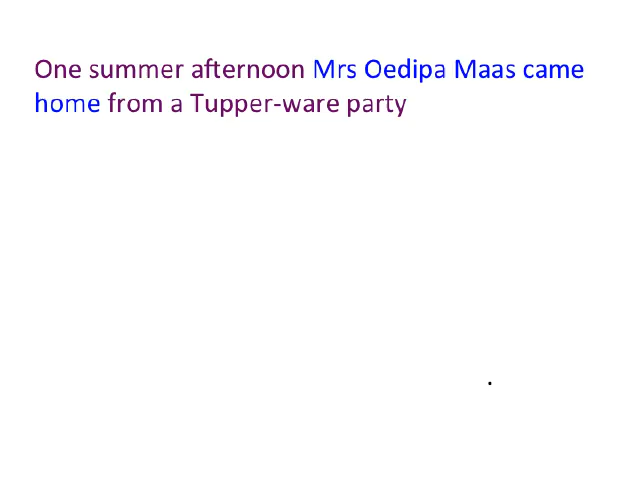 One summer afternoon Mrs Oedipa Maas came
home from a Tupper-ware party
.